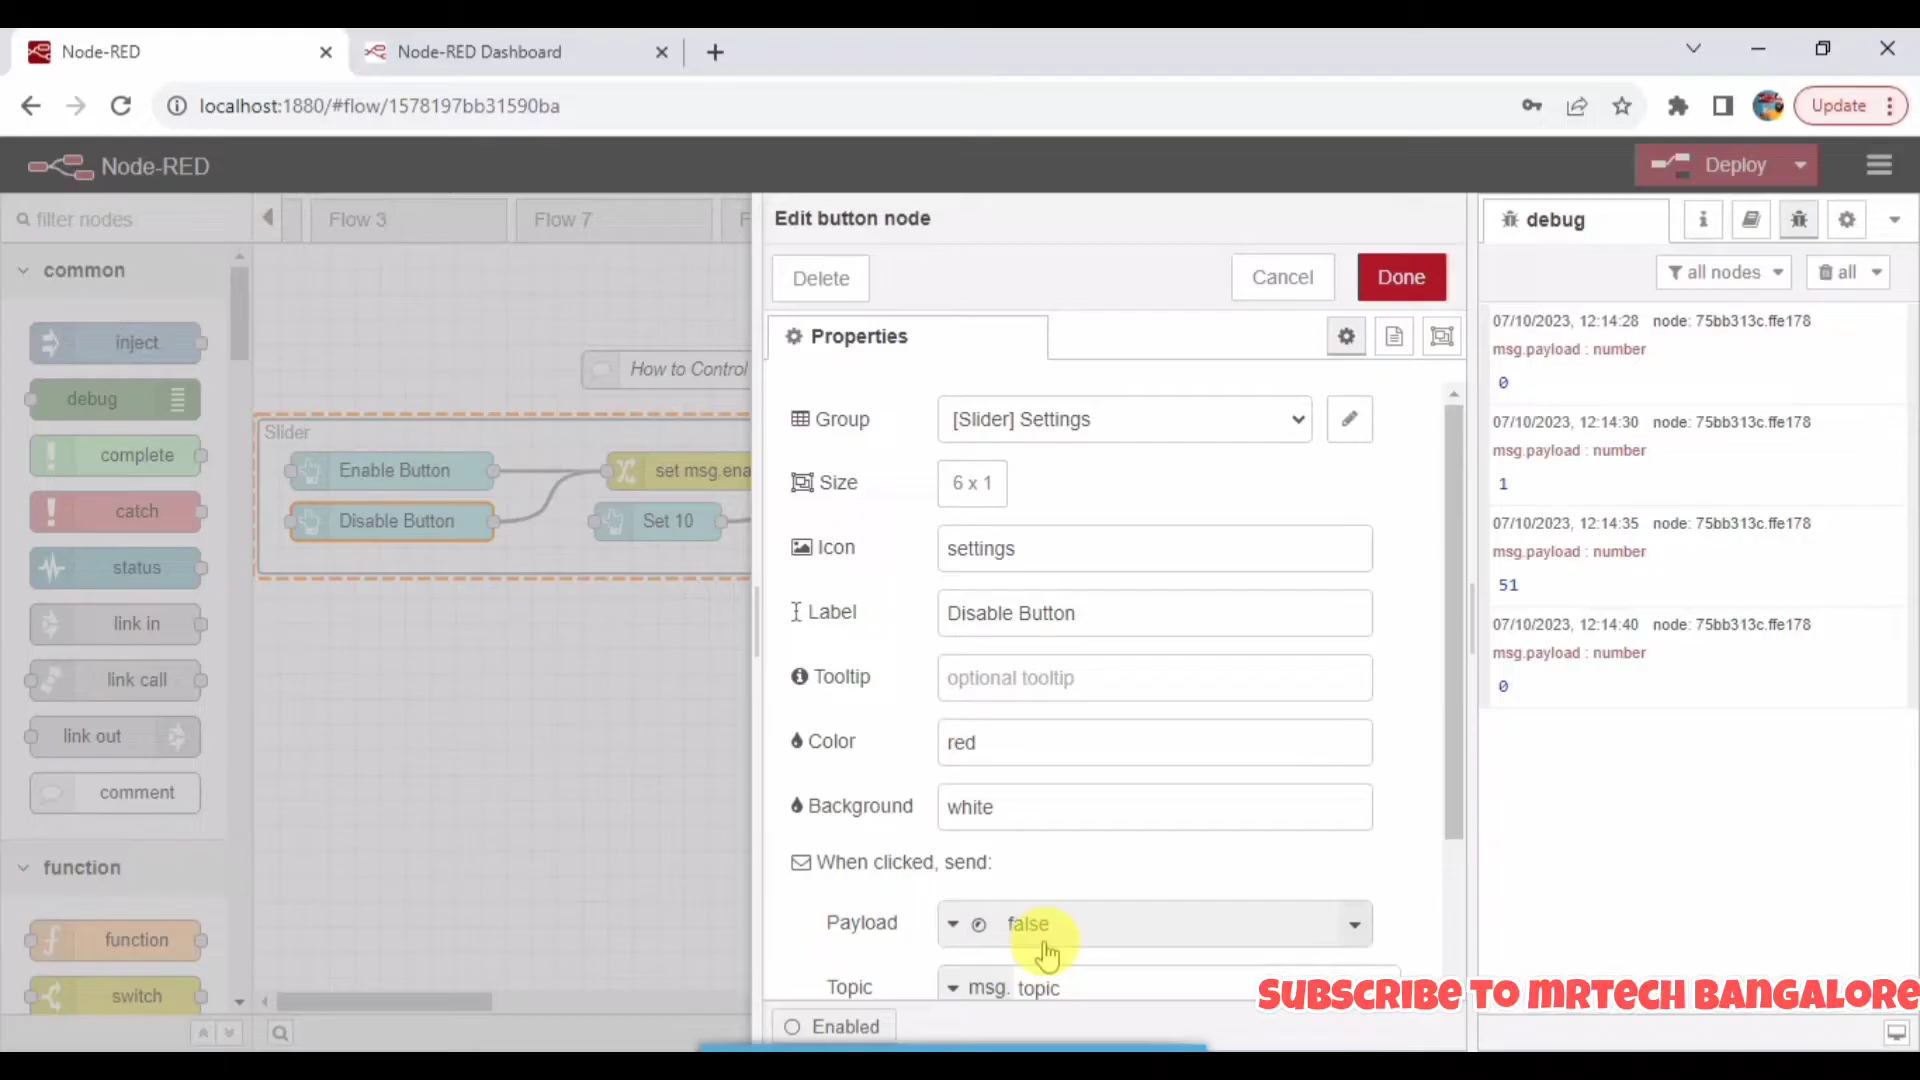 Node-RED
Node-RED Dashboard
localhost:1880/#flow/1578197bb31590ba
Update
Node-RED
Deploy
filter nodes
Flow 3
Flow 7
F
Edit button node
debug
Delete
Cancel
Done
all nodes
all
common
inject
debug
complete
catch
status
link in
link call
link out
comment
function
function
switch
How to Control
Slider
Enable Button
set msg.ena
Disable Button
Set 10
Properties
Group
[Slider] Settings
Size
6 x 1
Icon
settings
Label
Disable Button
Tooltip
optional tooltip
Color
red
Background
white
When clicked, send:
Payload
false
Topic
msg. topic
Enabled
07/10/2023, 12:14:28 node: 75bb313c.ffe178
msg.payload : number
0
07/10/2023, 12:14:30 node: 75bb313c.ffe178
msg.payload : number
1
07/10/2023, 12:14:35 node: 75bb313c.ffe178
msg.payload : number
51
07/10/2023, 12:14:40 node: 75bb313c.ffe178
msg.payload : number
0
SUBSCRIBE TO MRTECH BANGALORE